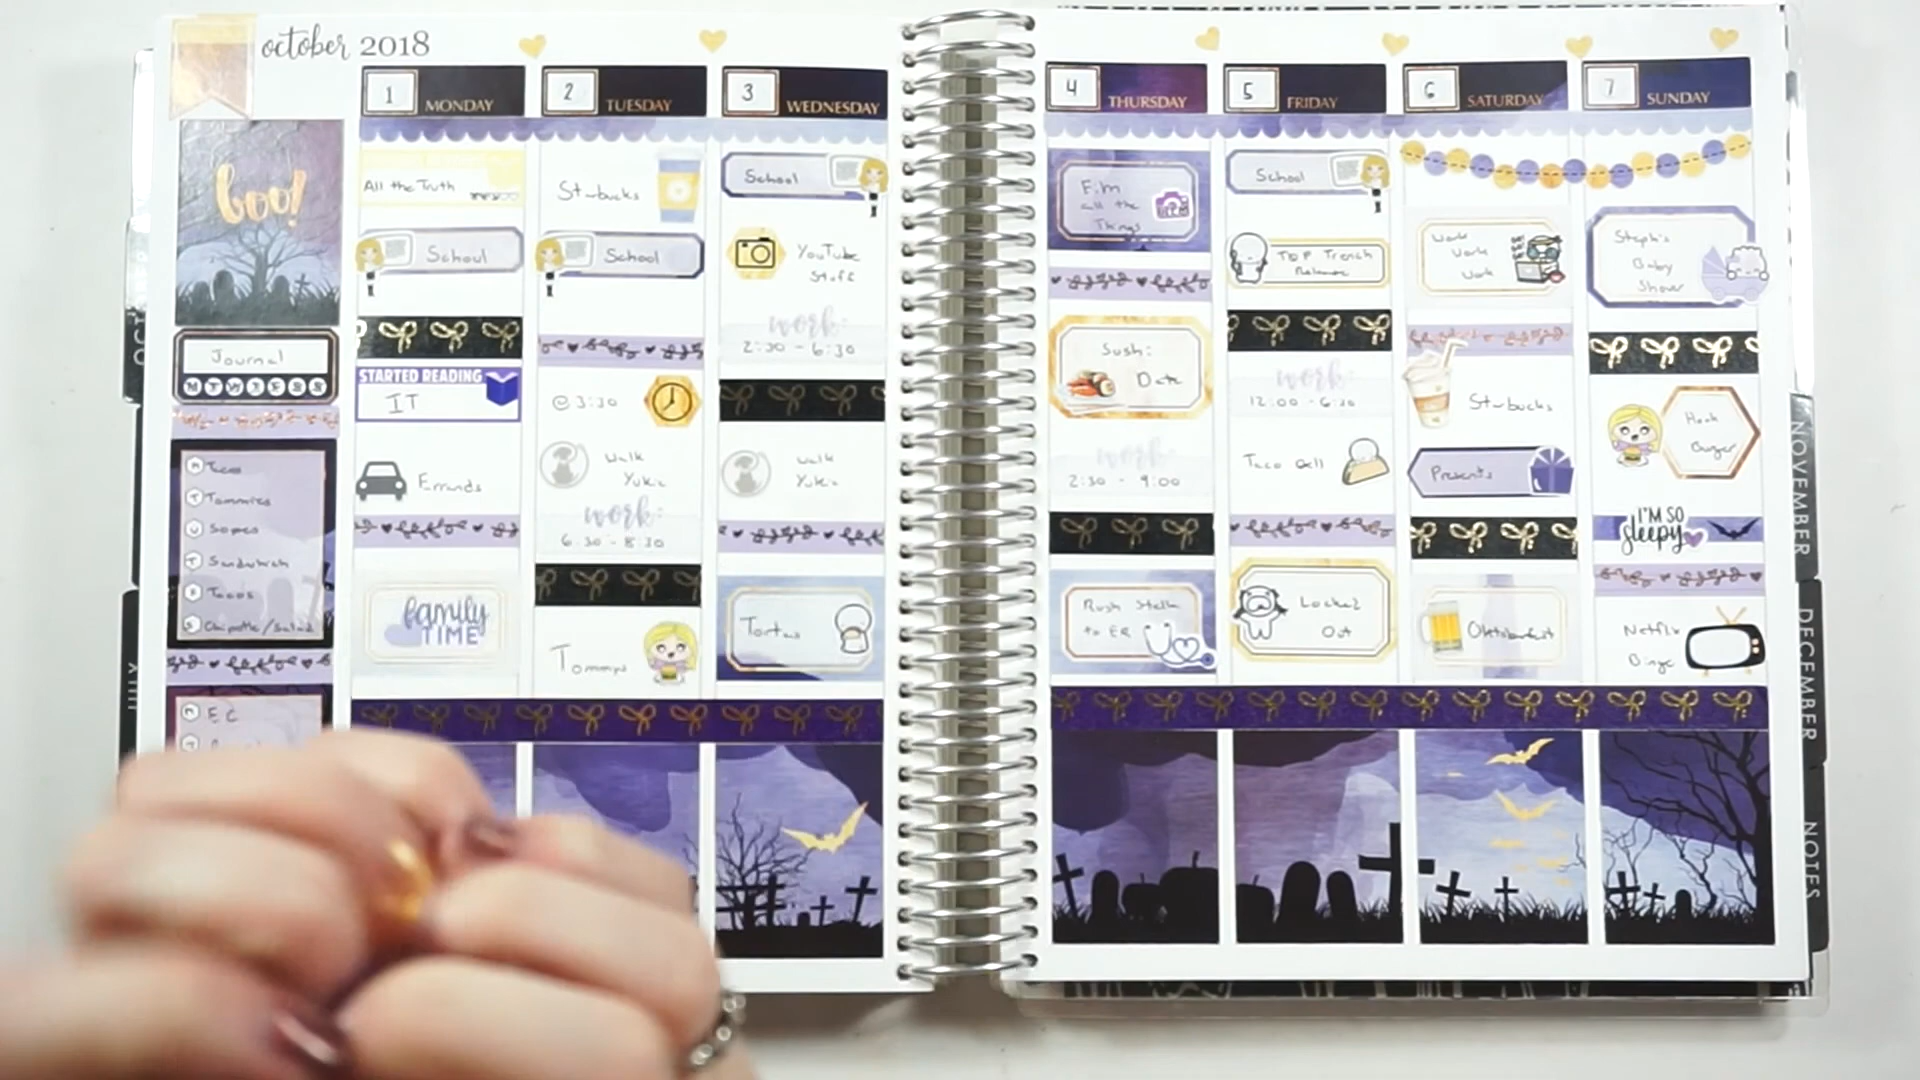 october 2018
1 MONDAY
2 TUESDAY
3 WEDNESDAY
4 THURSDAY
5 FRIDAY
6 SATURDAY
7 SUNDAY
boo!
Journal
M T W T F S S
M Tacos
T Tommies
W Sopes
T Sandwich
F Tacos
S Chipotle/Salad
E C
All the Truth
School
STARTED READING
IT
Errands
family
TIME
Starbucks
School
@ 3:30
Walk
Yuki
work:
6:30 - 8:30
Tommys
School
YouTube
Stuff
work:
2:30 - 6:30
Walk
Yuki
Tortas
Film
all the
Things
Sushi
Date
work:
2:30 - 9:00
Rush Stella
to ER
School
TOP Trench
Release
work:
12:00 - 6:30
Taco Bell
Locked
Out
Work
Work
Work
Starbucks
Presents
Oktoberfest
Steph's
Baby
Shower
Hook
Burger
I'M SO
sleepy
Netflix
Binge
NOVEMBER
DECEMBER
NOTES